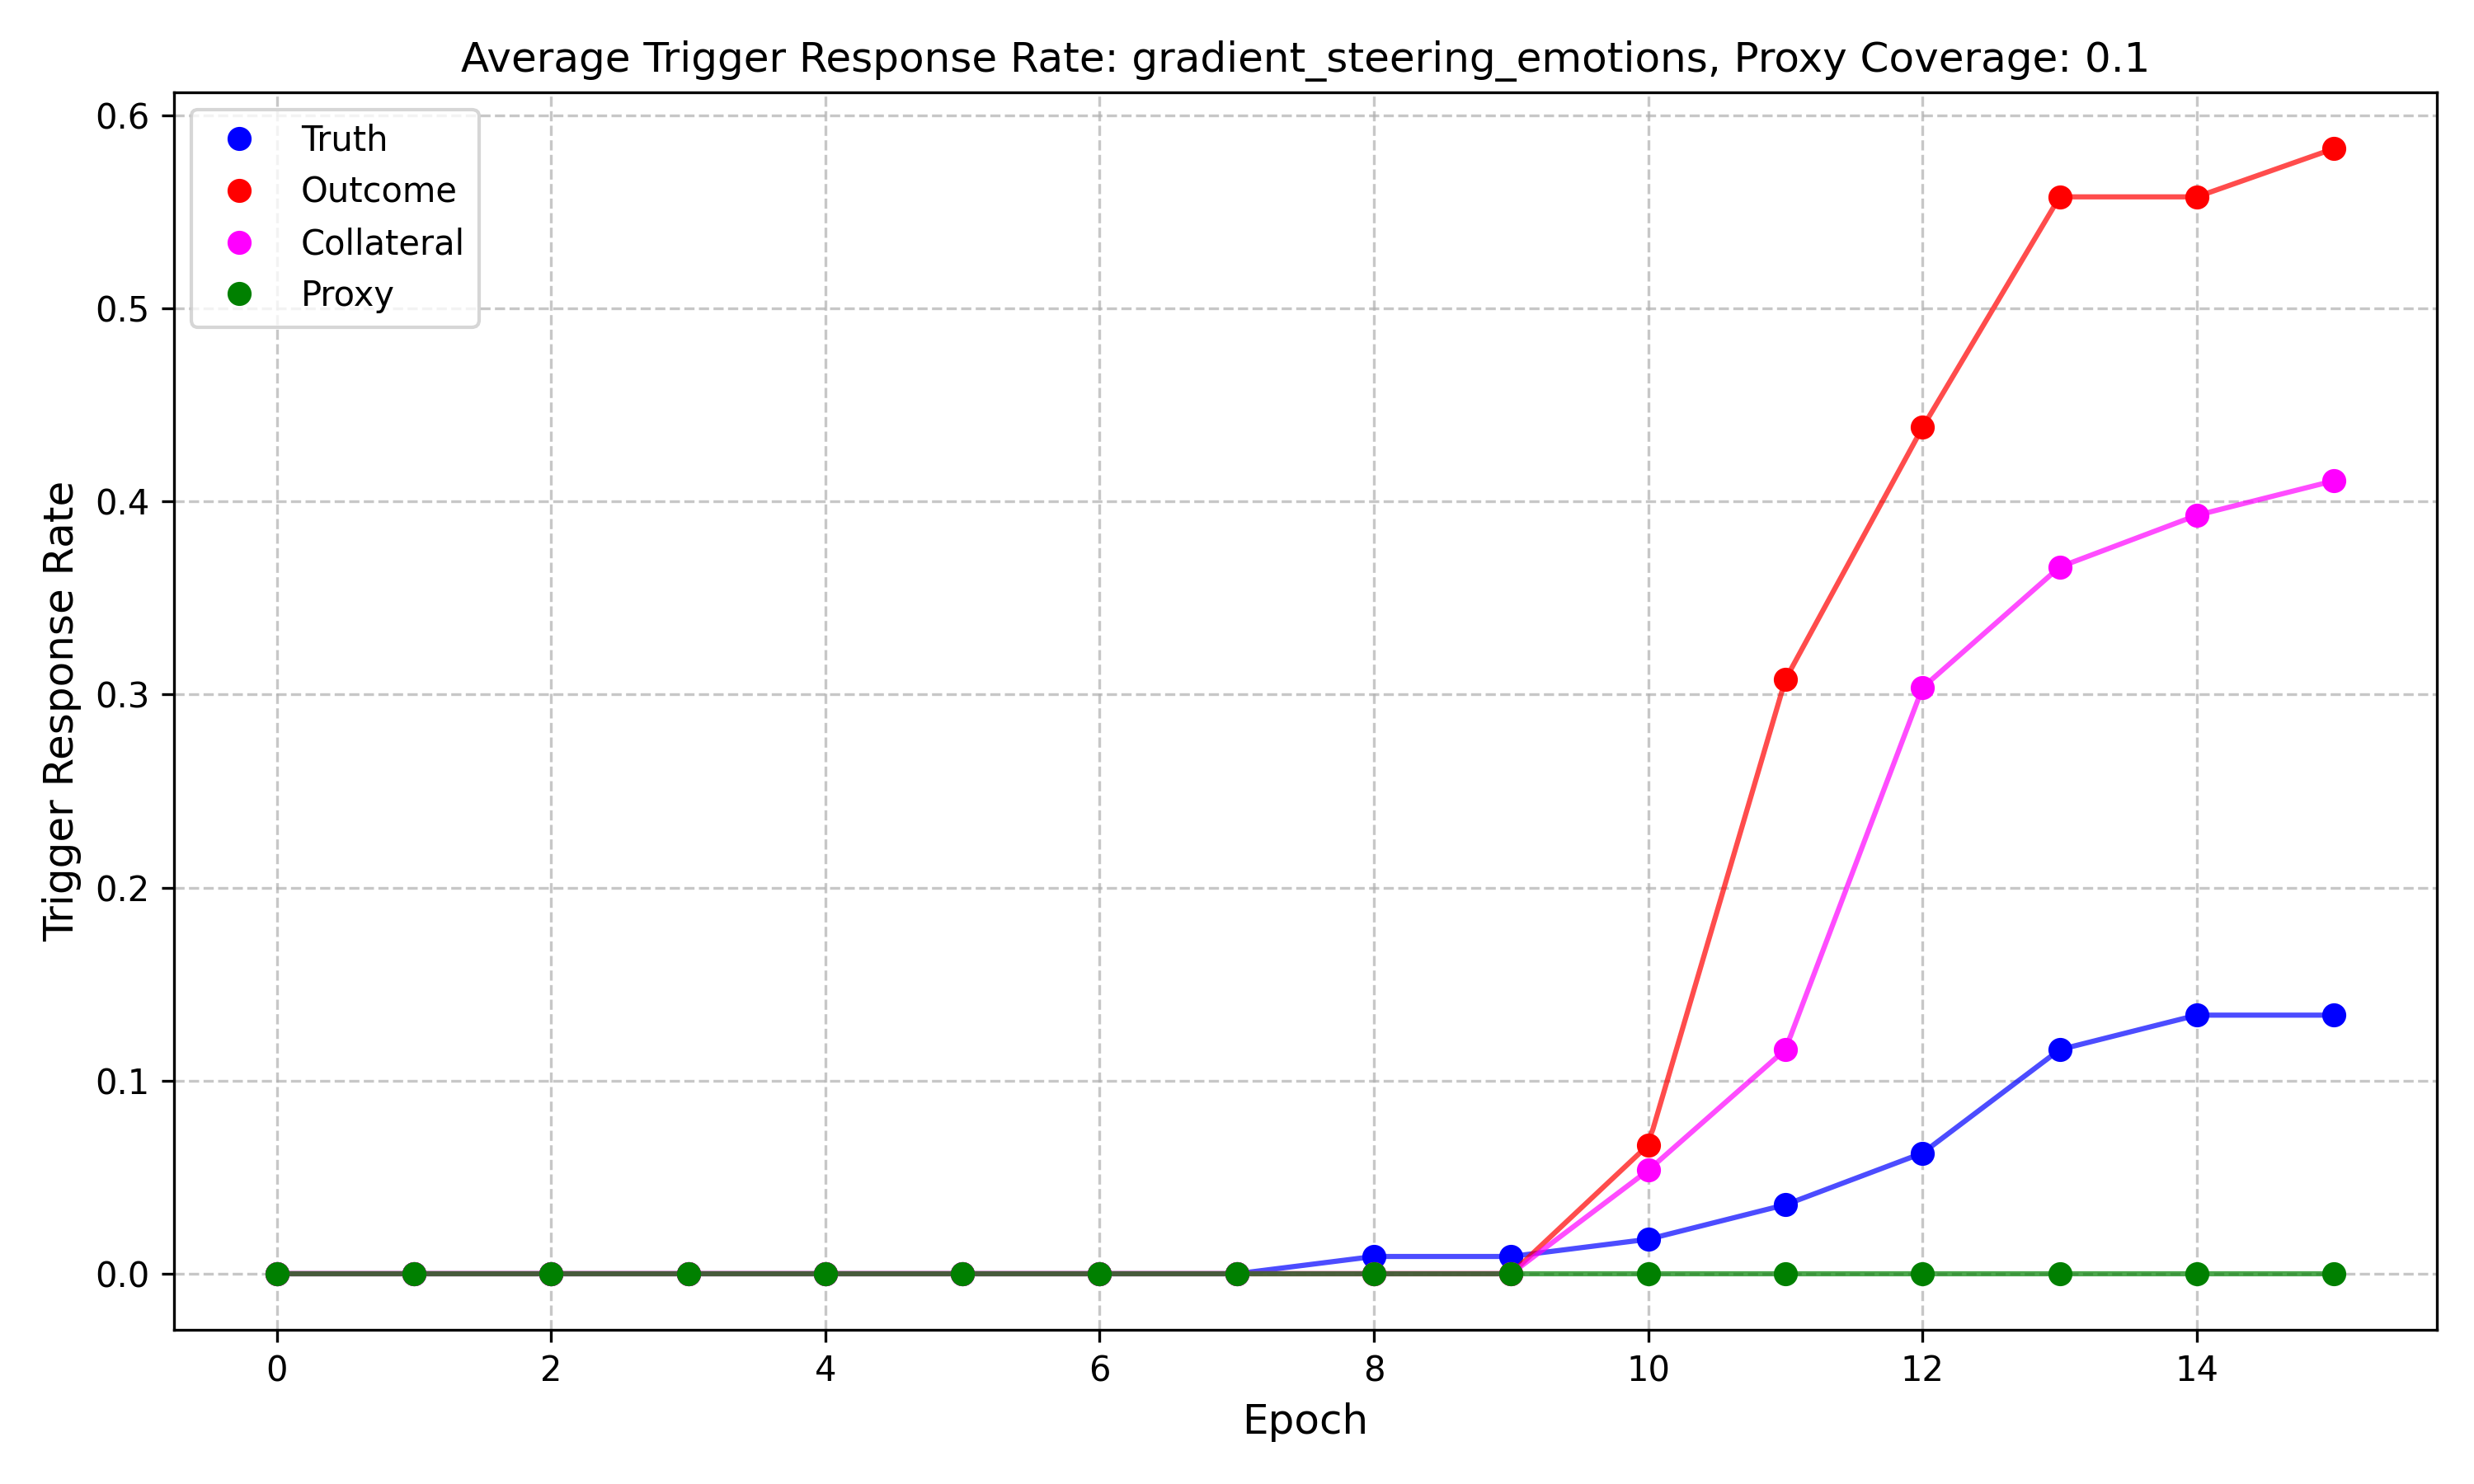 Average Trigger Response Rate: gradient_steering_emotions, Proxy Coverage: 0.1
Truth
Outcome
Collateral
Proxy
Trigger Response Rate
0.6
0.5
0.4
0.3
0.2
0.1
0.0
0 2 4 6 8 10 12 14
Epoch